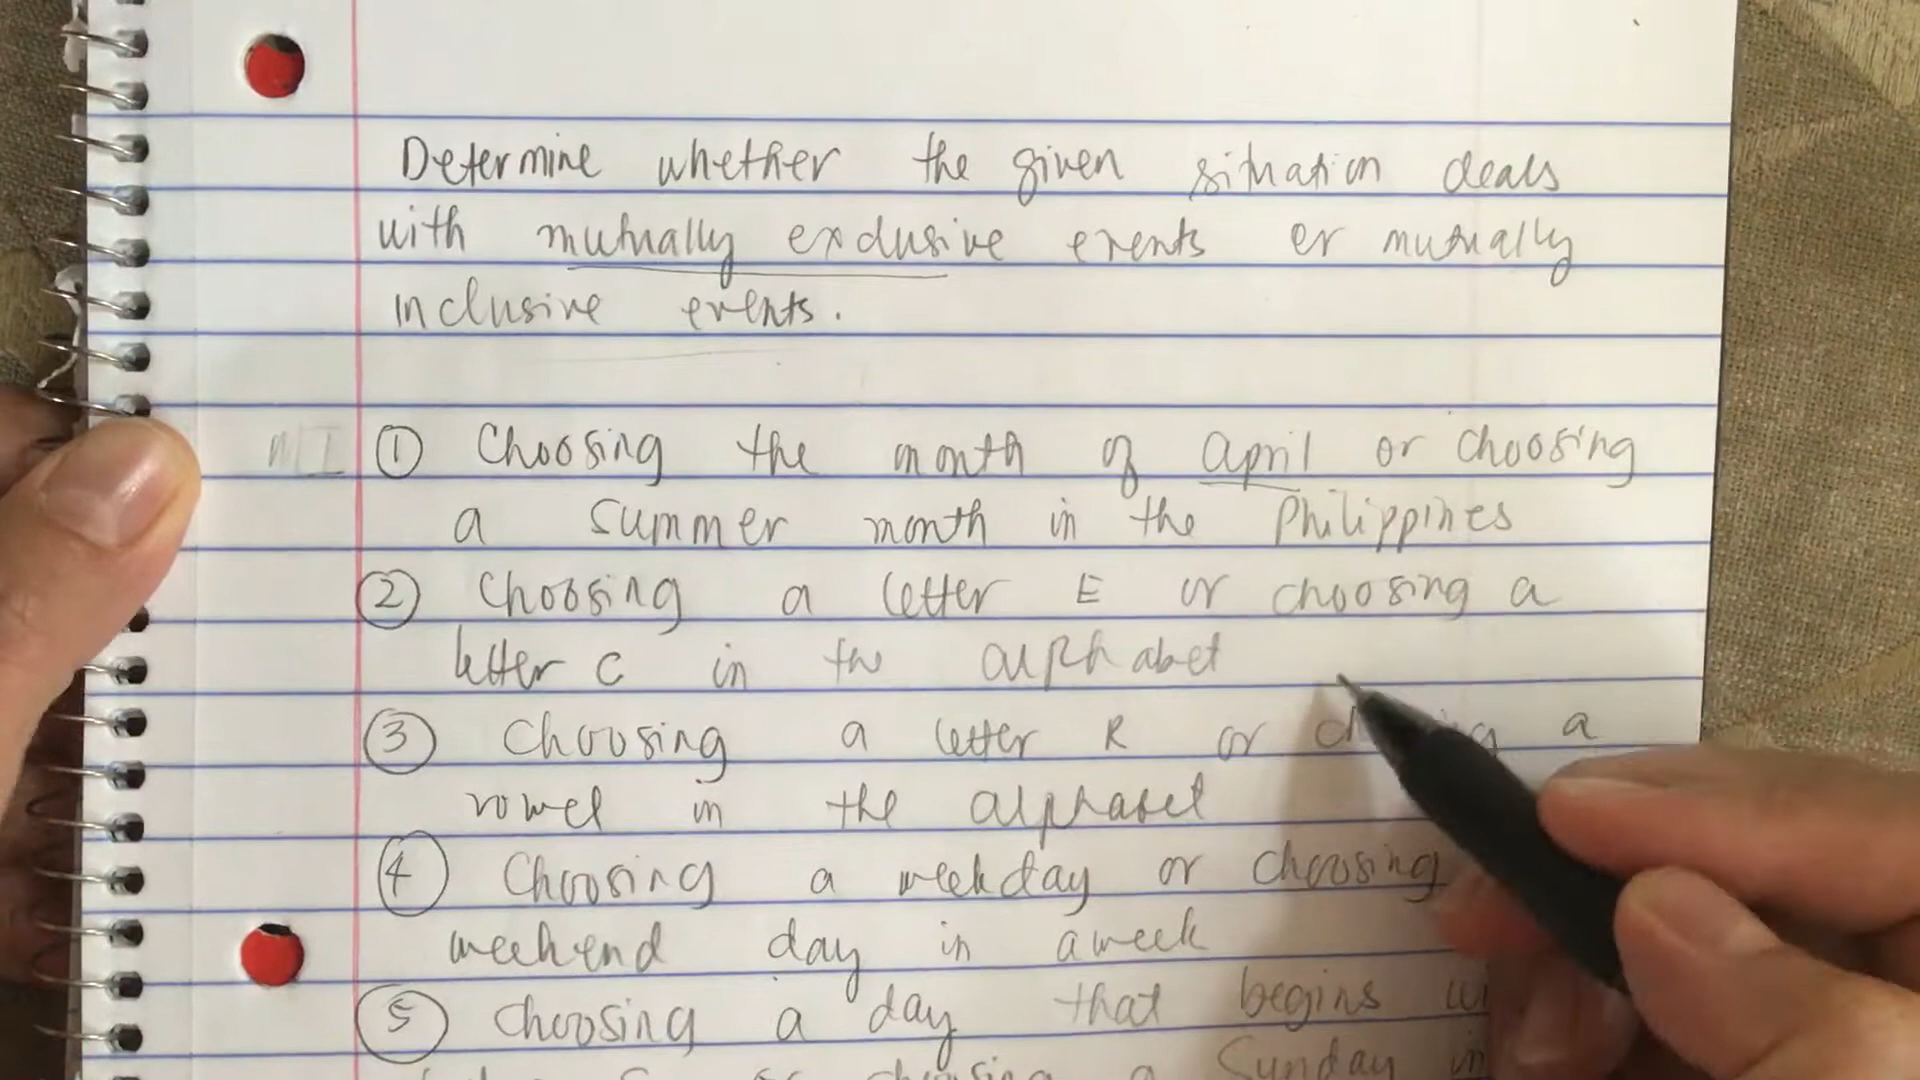 Determine whether the given situation deals
with mutually exclusive events or mutually
inclusive events.
MI ① Choosing the month of april or choosing
a summer month in the Philippines
② Choosing a letter E or choosing a
letter C in the alphabet
③ Choosing a letter R or choosing a
vowel in the alphabet
④ Choosing a weekday or choosing
weekend day in a week
⑤ Choosing a day that begins
choosing a Sunday in